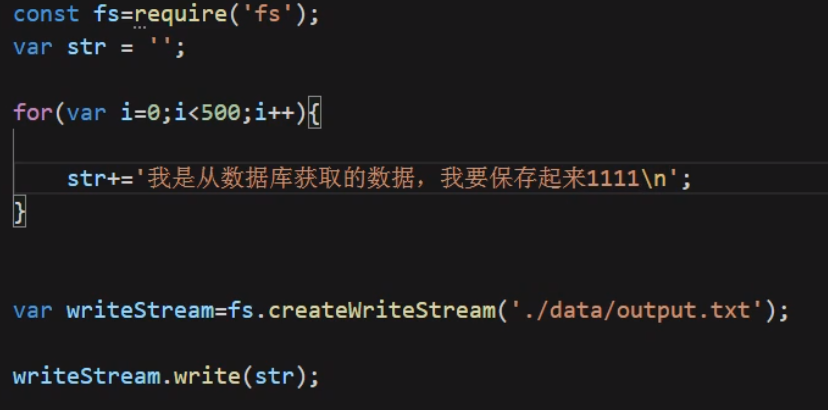 const fs=require('fs');
var str = '';
for(var i=0;i<500;i++){
str+='我是从数据库获取的数据，我要保存起来1111\n';
}
var writeStream=fs.createWriteStream('./data/output.txt');
writeStream.write(str);